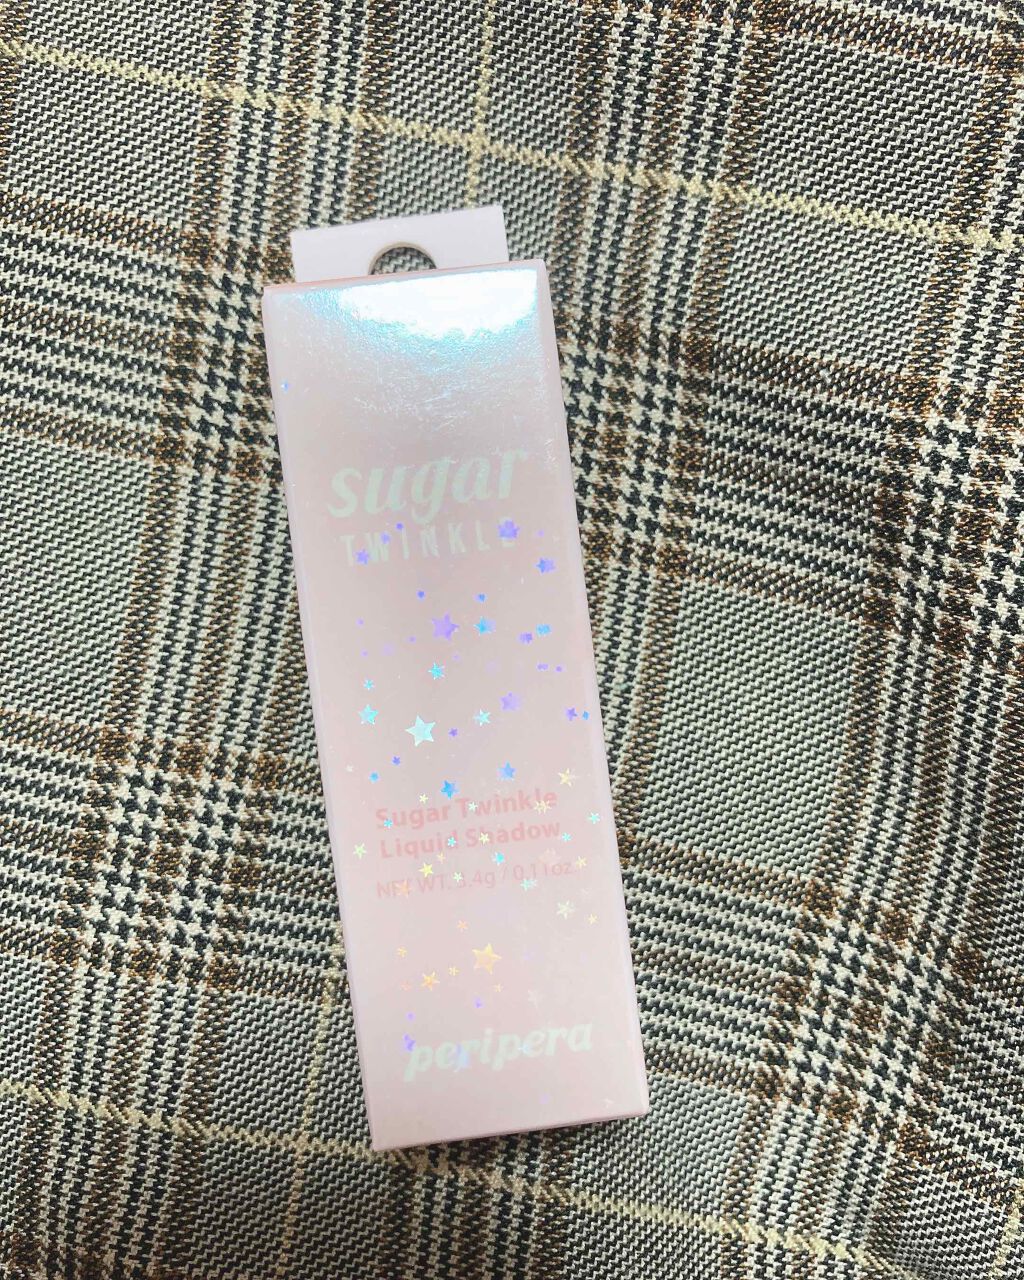 sugar
TWINKLE
Sugar Twinkle
Liquid Shadow
NET WT. 3.4g / 0.11oz.
peripera